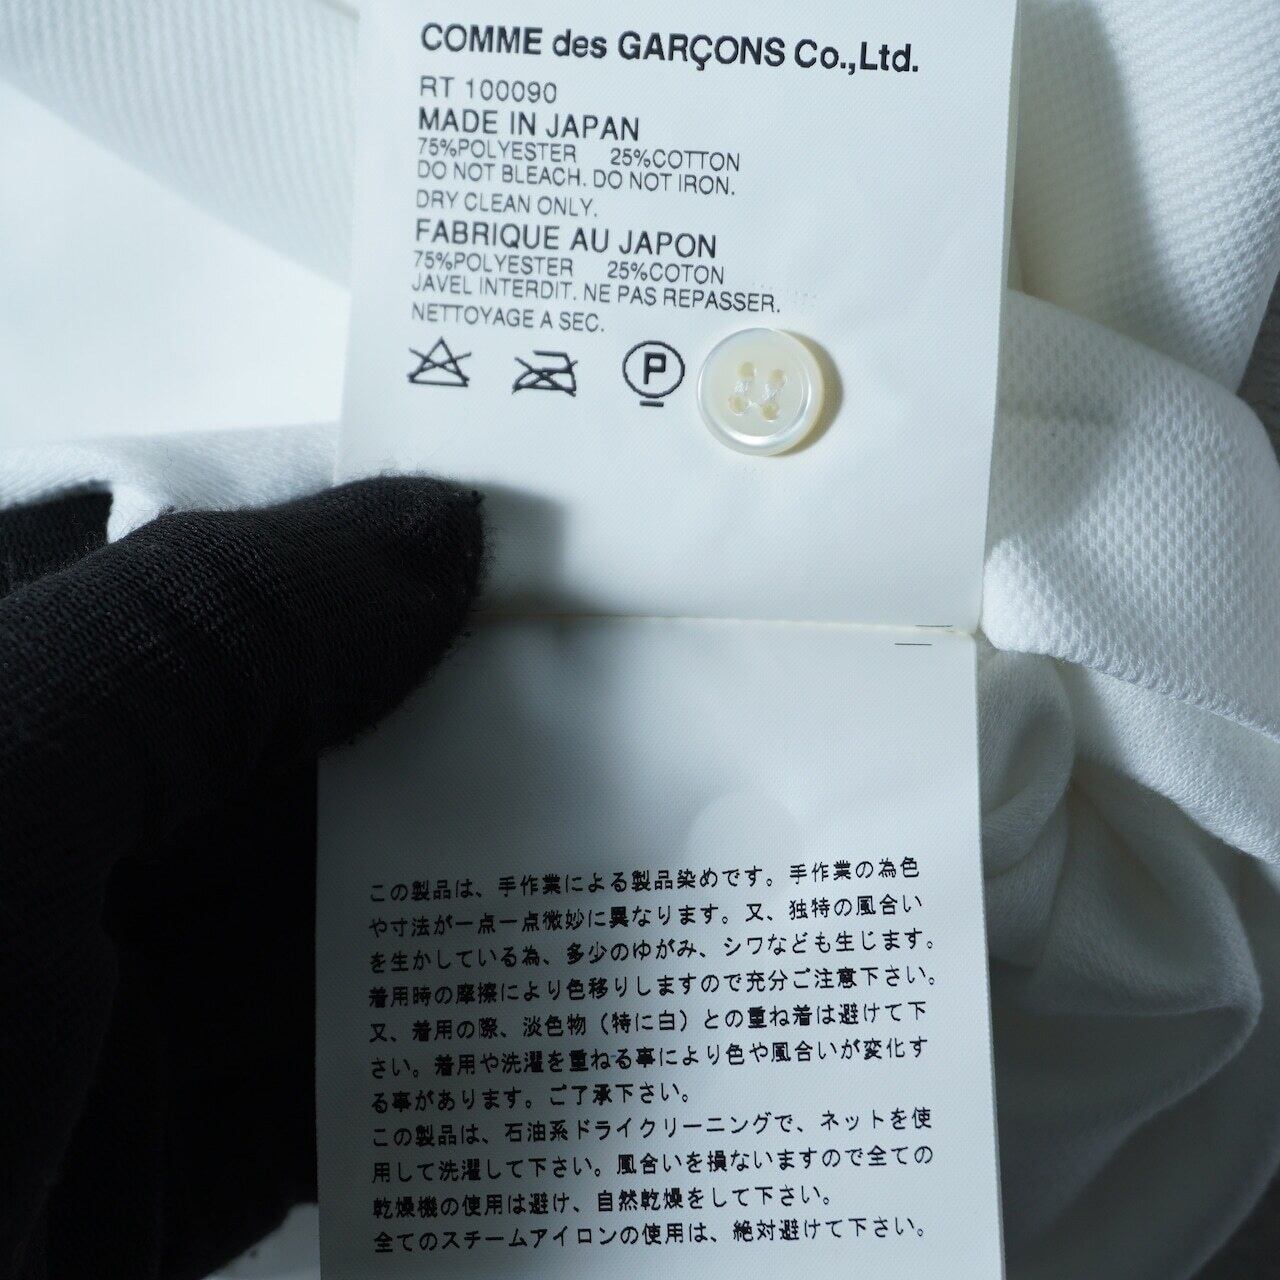 COMME des GARÇONS Co.,Ltd.
RT 100090
MADE IN JAPAN
75%POLYESTER 25%COTTON
DO NOT BLEACH. DO NOT IRON.
DRY CLEAN ONLY.
FABRIQUE AU JAPON
75%POLYESTER 25%COTON
JAVEL INTERDIT. NE PAS REPASSER.
NETTOYAGE A SEC.
P
この製品は、手作業による製品染めです。手作業の為色
や寸法が一点一点微妙に異なります。又、独特の風合い
を生かしている為、多少のゆがみ、シワなども生じます。
着用時の摩擦により色移りしますので充分ご注意下さい。
又、着用の際、淡色物（特に白）との重ね着は避けて下
さい。着用や洗濯を重ねる事により色や風合いが変化す
る事があります。ご了承下さい。
この製品は、石油系ドライクリーニングで、ネットを使
用して洗濯して下さい。風合いを損ないますので全ての
乾燥機の使用は避け、自然乾燥をして下さい。
全てのスチームアイロンの使用は、絶対避けて下さい。